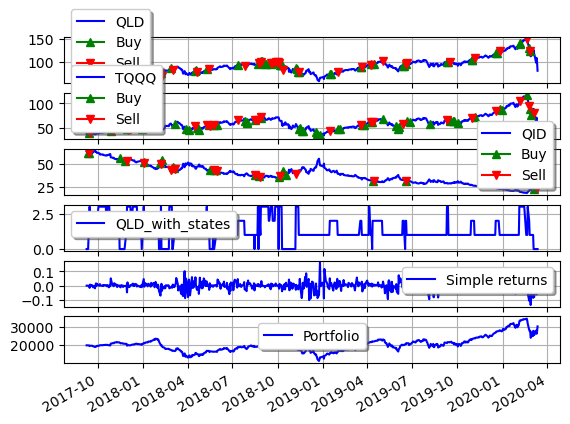 QLD
Buy
Sell
150
100
TQQQ
Buy
Sell
100
50
QID
Buy
Sell
50
25
QLD_with_states
2.5
0.0
Simple returns
0.1
0.0
−0.1
Portfolio
30000
20000
2017-10
2018-01
2018-04
2018-07
2018-10
2019-01
2019-04
2019-07
2019-10
2020-01
2020-04